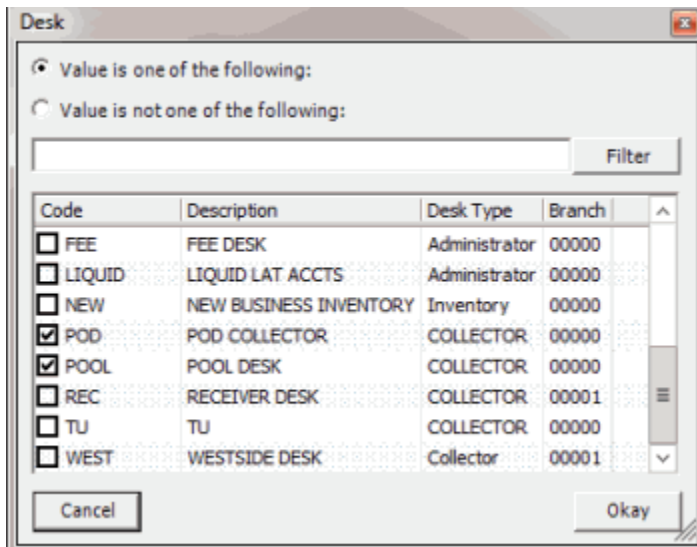 Desk
Value is one of the following:
Value is not one of the following:
Filter
Code Description Desk Type Branch
FEE FEE DESK Administrator 00000
LIQUID LIQUID LAT ACCTS Administrator 00000
NEW NEW BUSINESS INVENTORY Inventory 00000
POD POD COLLECTOR COLLECTOR 00000
POOL POOL DESK COLLECTOR 00000
REC RECEIVER DESK COLLECTOR 00001
TU TU COLLECTOR 00000
WEST WESTSIDE DESK Collector 00001
Cancel Okay